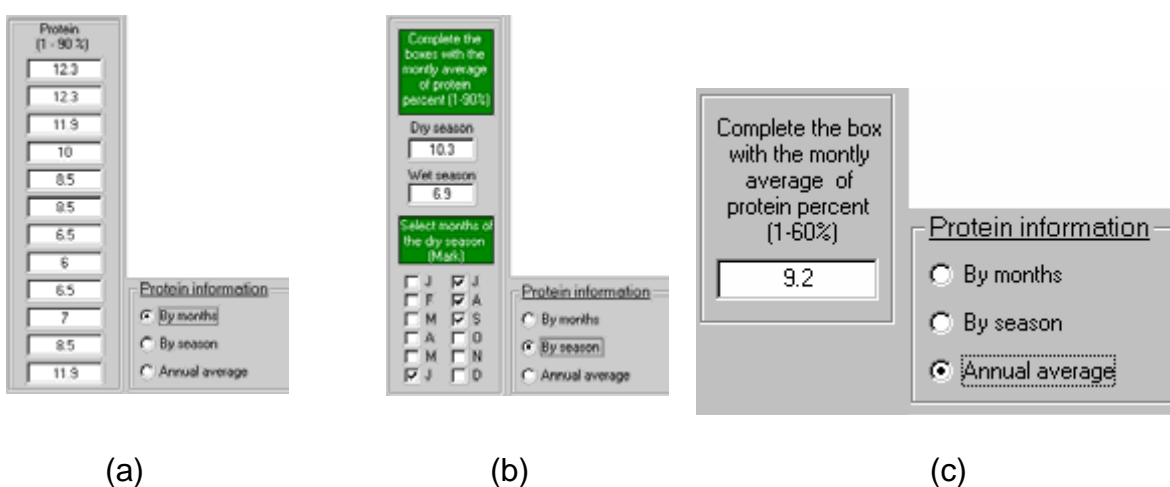 Protein
(1 - 90 %)
12.3
12.3
11.9
10
8.5
8.5
6.5
6
6.5
7
8.5
11.9
Protein information
By months
By season
Annual average
(a)
Complete the
boxes with the
montly average
of protein
percent (1-90%)
Dry season
10.3
Wet season
6.9
Select months of
the dry season
(Mark)
J J
F A
M S
A O
M N
J D
Protein information
By months
By season
Annual average
(b)
Complete the box
with the montly
average of
protein percent
(1-60%)
9.2
Protein information
By months
By season
Annual average
(c)